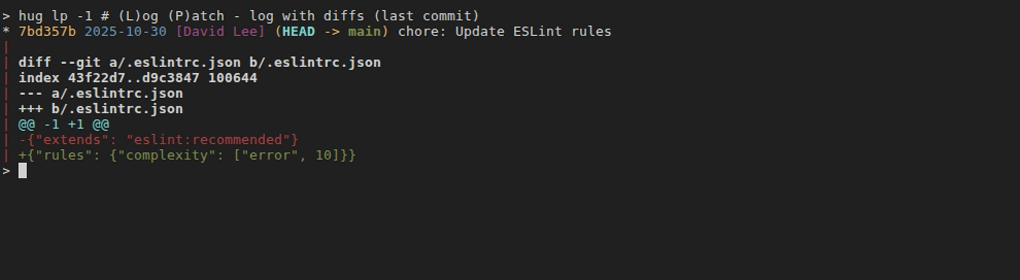 > hug lp -1 # (L)og (P)atch - log with diffs (last commit)
* 7bd357b 2025-10-30 [David Lee] (HEAD -> main) chore: Update ESLint rules
|
| diff --git a/.eslintrc.json b/.eslintrc.json
| index 43f22d7..d9c3847 100644
| --- a/.eslintrc.json
| +++ b/.eslintrc.json
| @@ -1 +1 @@
| -{"extends": "eslint:recommended"}
| +{"rules": {"complexity": ["error", 10]}}
>